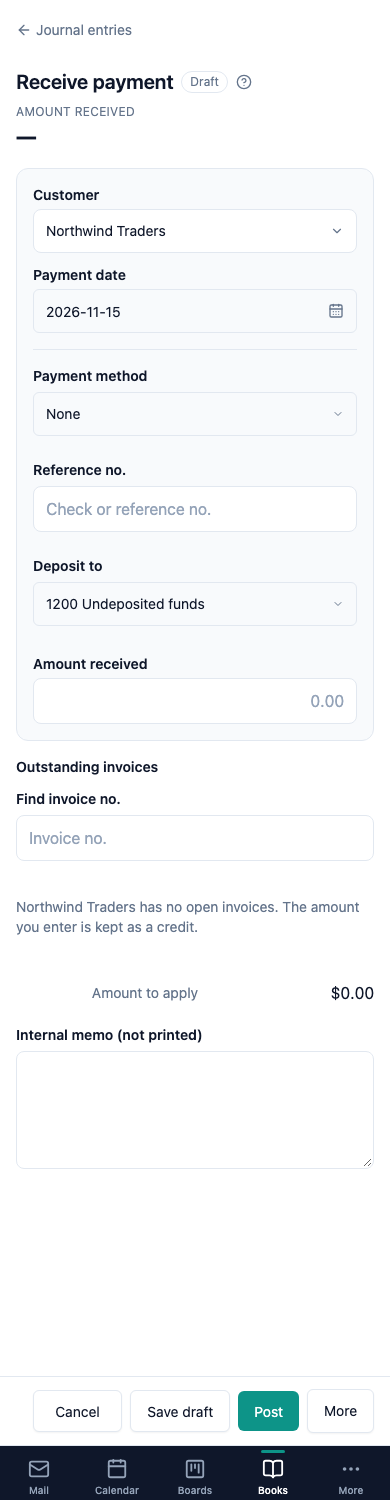 Journal entries
Receive payment Draft
AMOUNT RECEIVED
—
Customer
Northwind Traders
Payment date
2026-11-15
Payment method
None
Reference no.
Check or reference no.
Deposit to
1200 Undeposited funds
Amount received
0.00
Outstanding invoices
Find invoice no.
Invoice no.
Northwind Traders has no open invoices. The amount
you enter is kept as a credit.
Amount to apply $0.00
Internal memo (not printed)
Cancel Save draft Post More
Mail Calendar Boards Books More